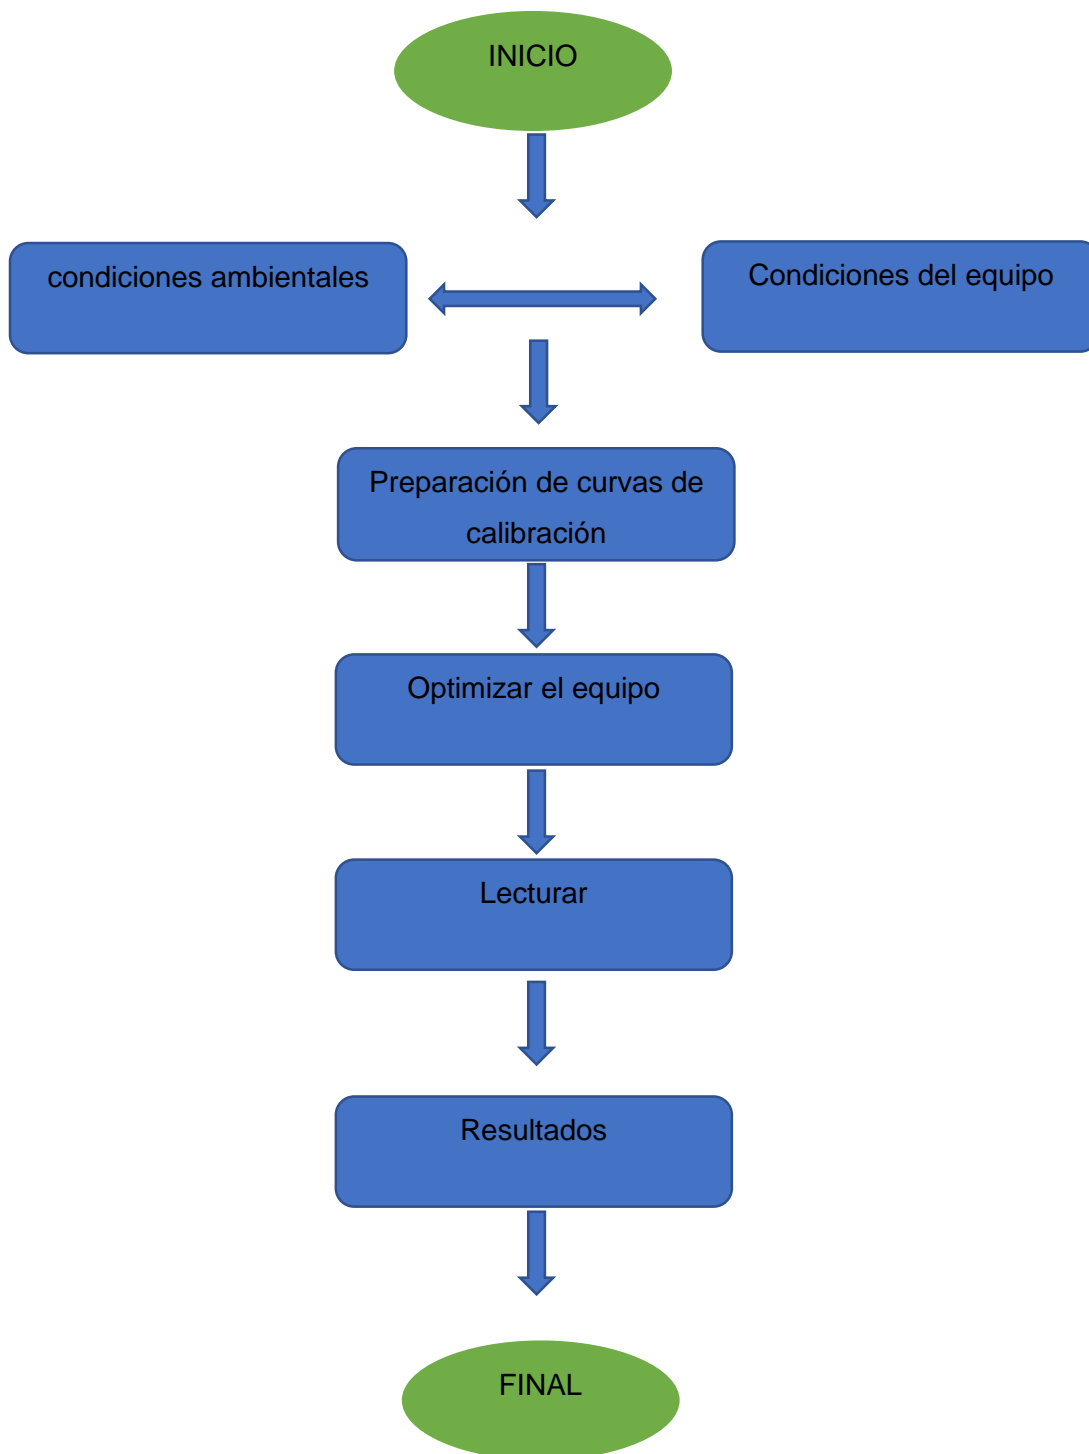 INICIO
condiciones ambientales
Condiciones del equipo
Preparación de curvas de
calibración
Optimizar el equipo
Lecturar
Resultados
FINAL